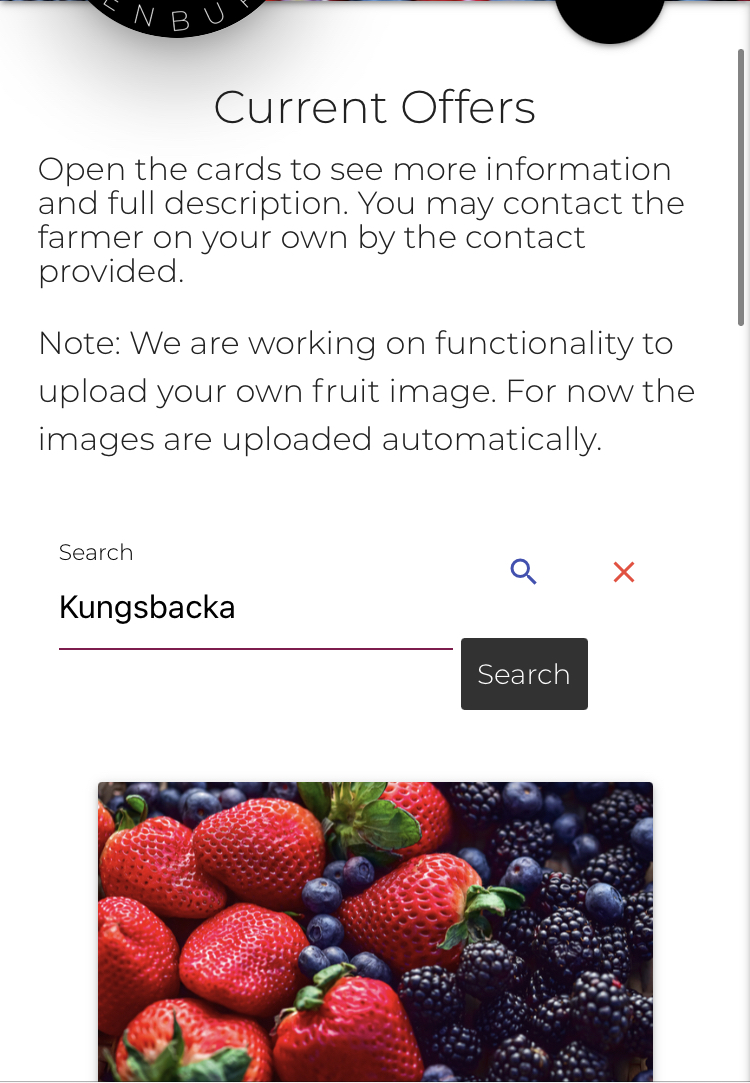 ENBUR
Current Offers
Open the cards to see more information
and full description. You may contact the
farmer on your own by the contact
provided.
Note: We are working on functionality to
upload your own fruit image. For now the
images are uploaded automatically.
Search
Kungsbacka
Search